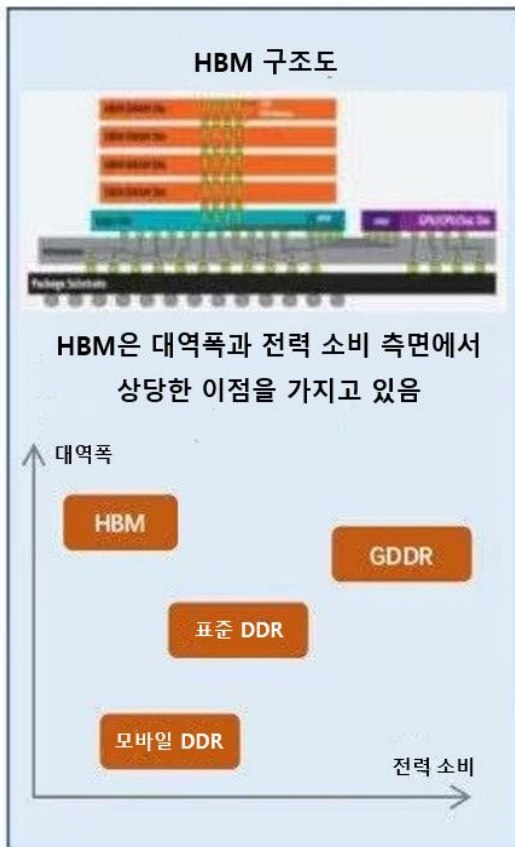 HBM 구조도
Package Substrate
HBM은 대역폭과 전력 소비 측면에서
상당한 이점을 가지고 있음
대역폭
HBM
GDDR
표준 DDR
모바일 DDR
전력 소비